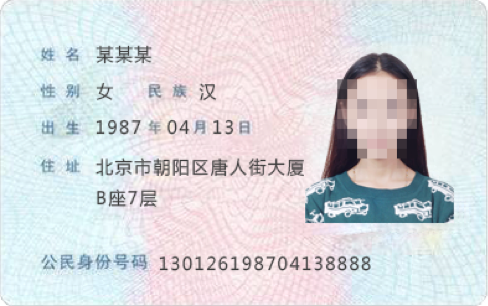 姓名 某某某
性别 女 民族 汉
出生 1987 年 04 月 13 日
住址 北京市朝阳区唐人街大厦
B座7层
公民身份号码 130126198704138888